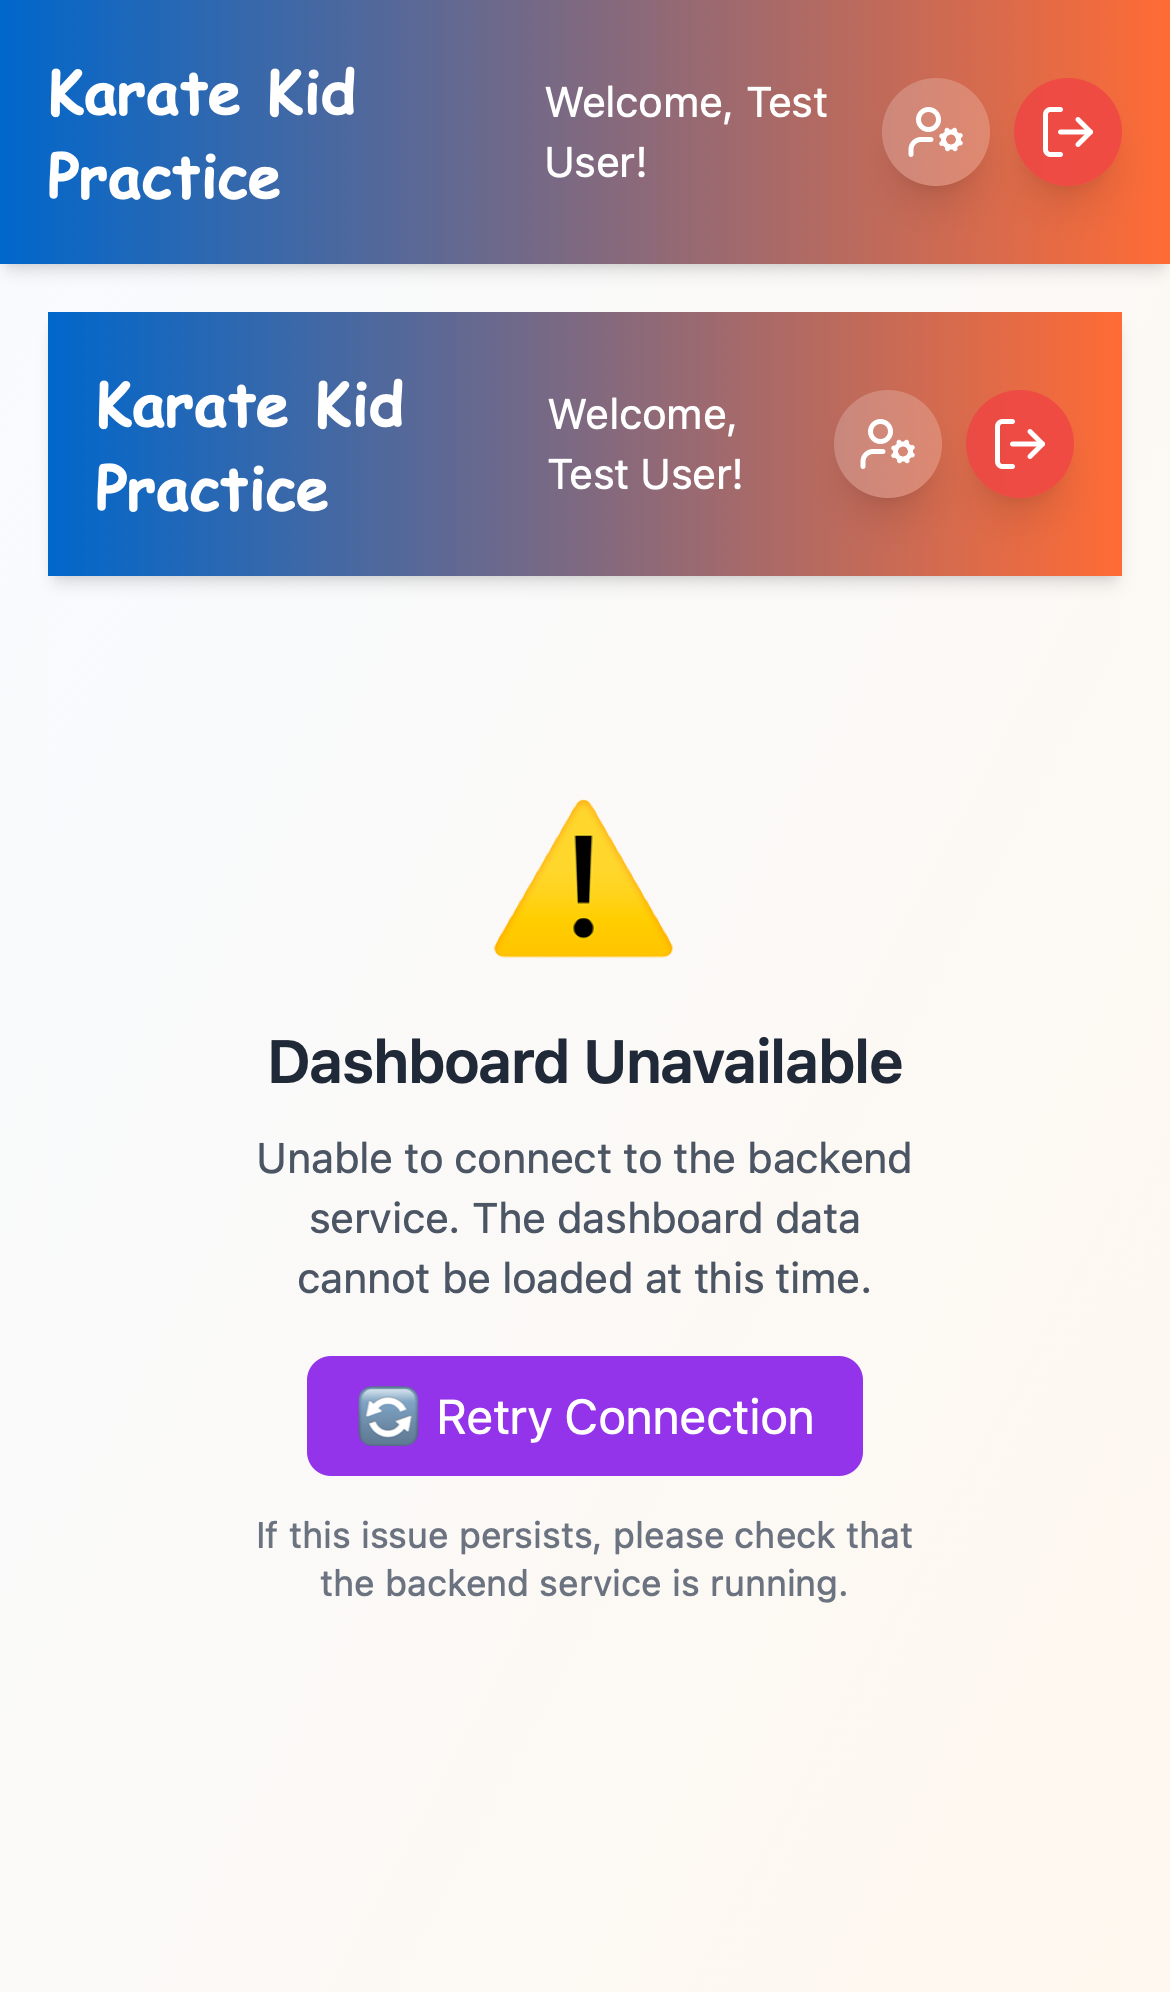 Karate Kid
Practice
Welcome, Test
User!
Karate Kid
Practice
Welcome,
Test User!
Dashboard Unavailable
Unable to connect to the backend
service. The dashboard data
cannot be loaded at this time.
Retry Connection
If this issue persists, please check that
the backend service is running.